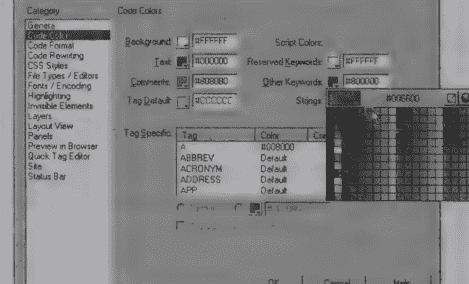 Category
General
Code Color
Code Format
Code Rewriting
CSS Styles
File Types / Editors
Fonts / Encoding
Highlighting
Invisible Elements
Layers
Layout View
Panels
Preview in Browser
Quick Tag Editor
Site
Status Bar
Code Colors
Background: #FFFFFF Script Colors:
Text: #000000 Reserved Keywords: #FFFFFF
Comments: #808080 Other Keywords: #800000
Tag Default: #CCCCCC Strings: #006600
Tag Specific: Tag Color
A #008000
ABBREV Default
ACRONYM Default
ADDRESS Default
APP Default
OK Cancel Help